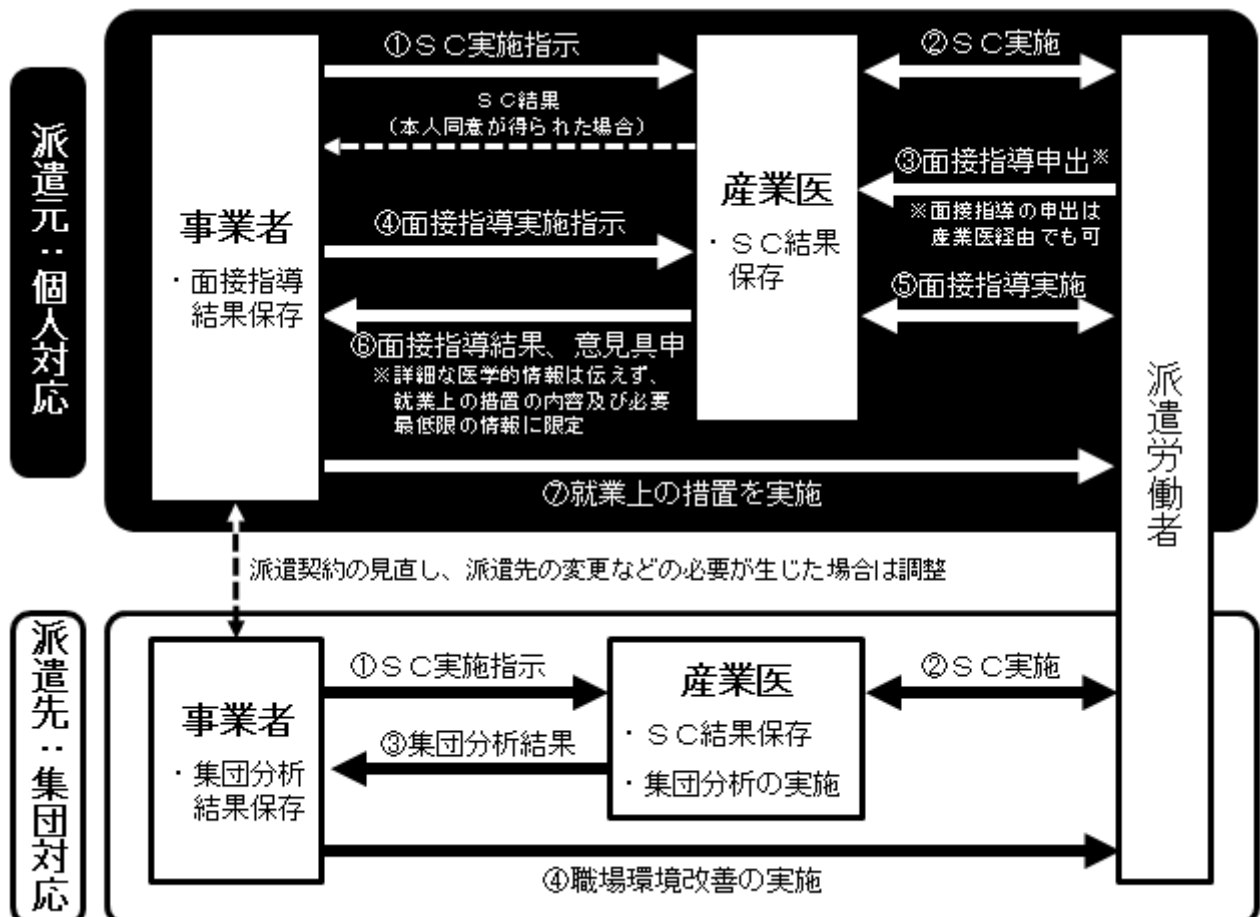 派遣元：個人対応
①ＳＣ実施指示
②ＳＣ実施
ＳＣ結果
（本人同意が得られた場合）
③面接指導申出※
※面接指導の申出は
産業医経由でも可
事業者
・面接指導
結果保存
④面接指導実施指示
産業医
・ＳＣ結果
保存
⑤面接指導実施
⑥面接指導結果、意見具申
※詳細な医学的情報は伝えず、
就業上の措置の内容及び必要
最低限の情報に限定
⑦就業上の措置を実施
派遣労働者
派遣契約の見直し、派遣先の変更などの必要が生じた場合は調整
派遣先：集団対応
①ＳＣ実施指示
②ＳＣ実施
事業者
・集団分析
結果保存
③集団分析結果
産業医
・ＳＣ結果保存
・集団分析の実施
④職場環境改善の実施